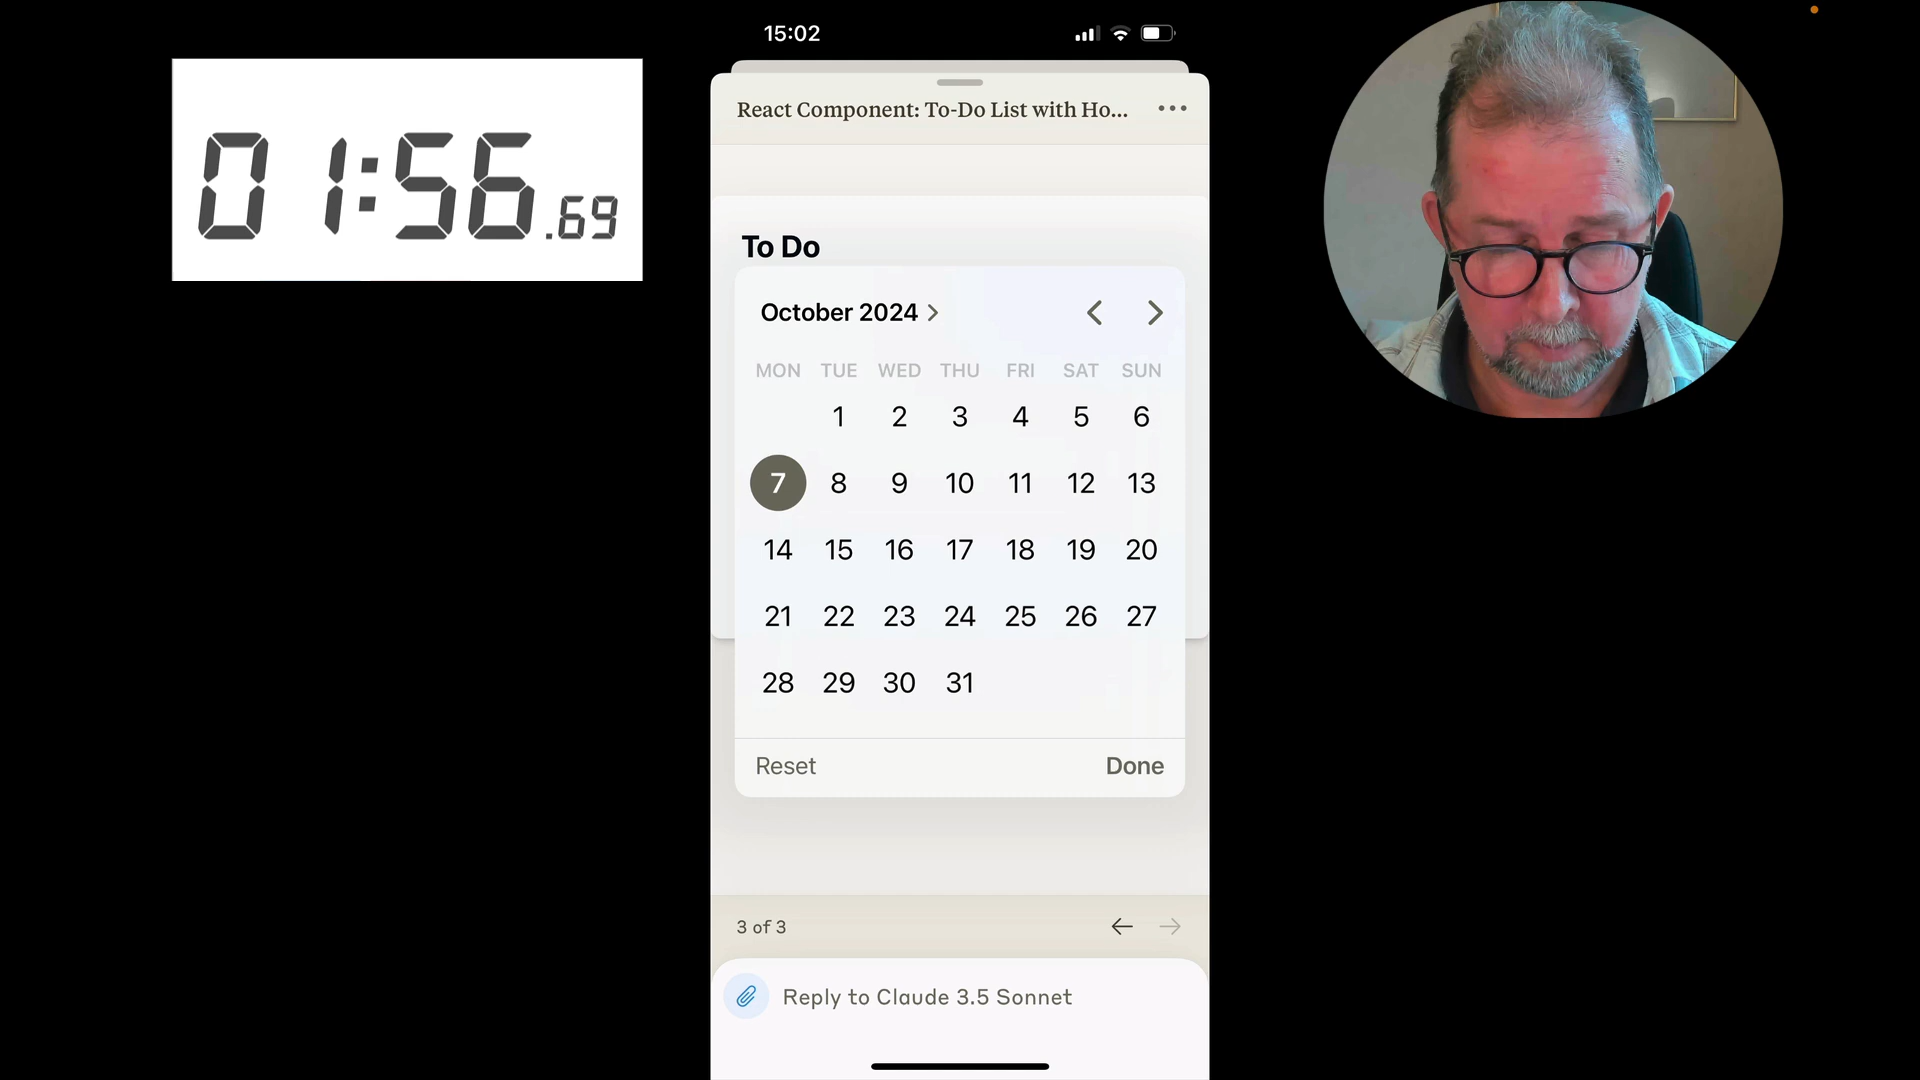 01:56.69
15:02
React Component: To-Do List with Ho...
To Do
October 2024
MON TUE WED THU FRI SAT SUN
1 2 3 4 5 6
7 8 9 10 11 12 13
14 15 16 17 18 19 20
21 22 23 24 25 26 27
28 29 30 31
Reset Done
3 of 3
Reply to Claude 3.5 Sonnet